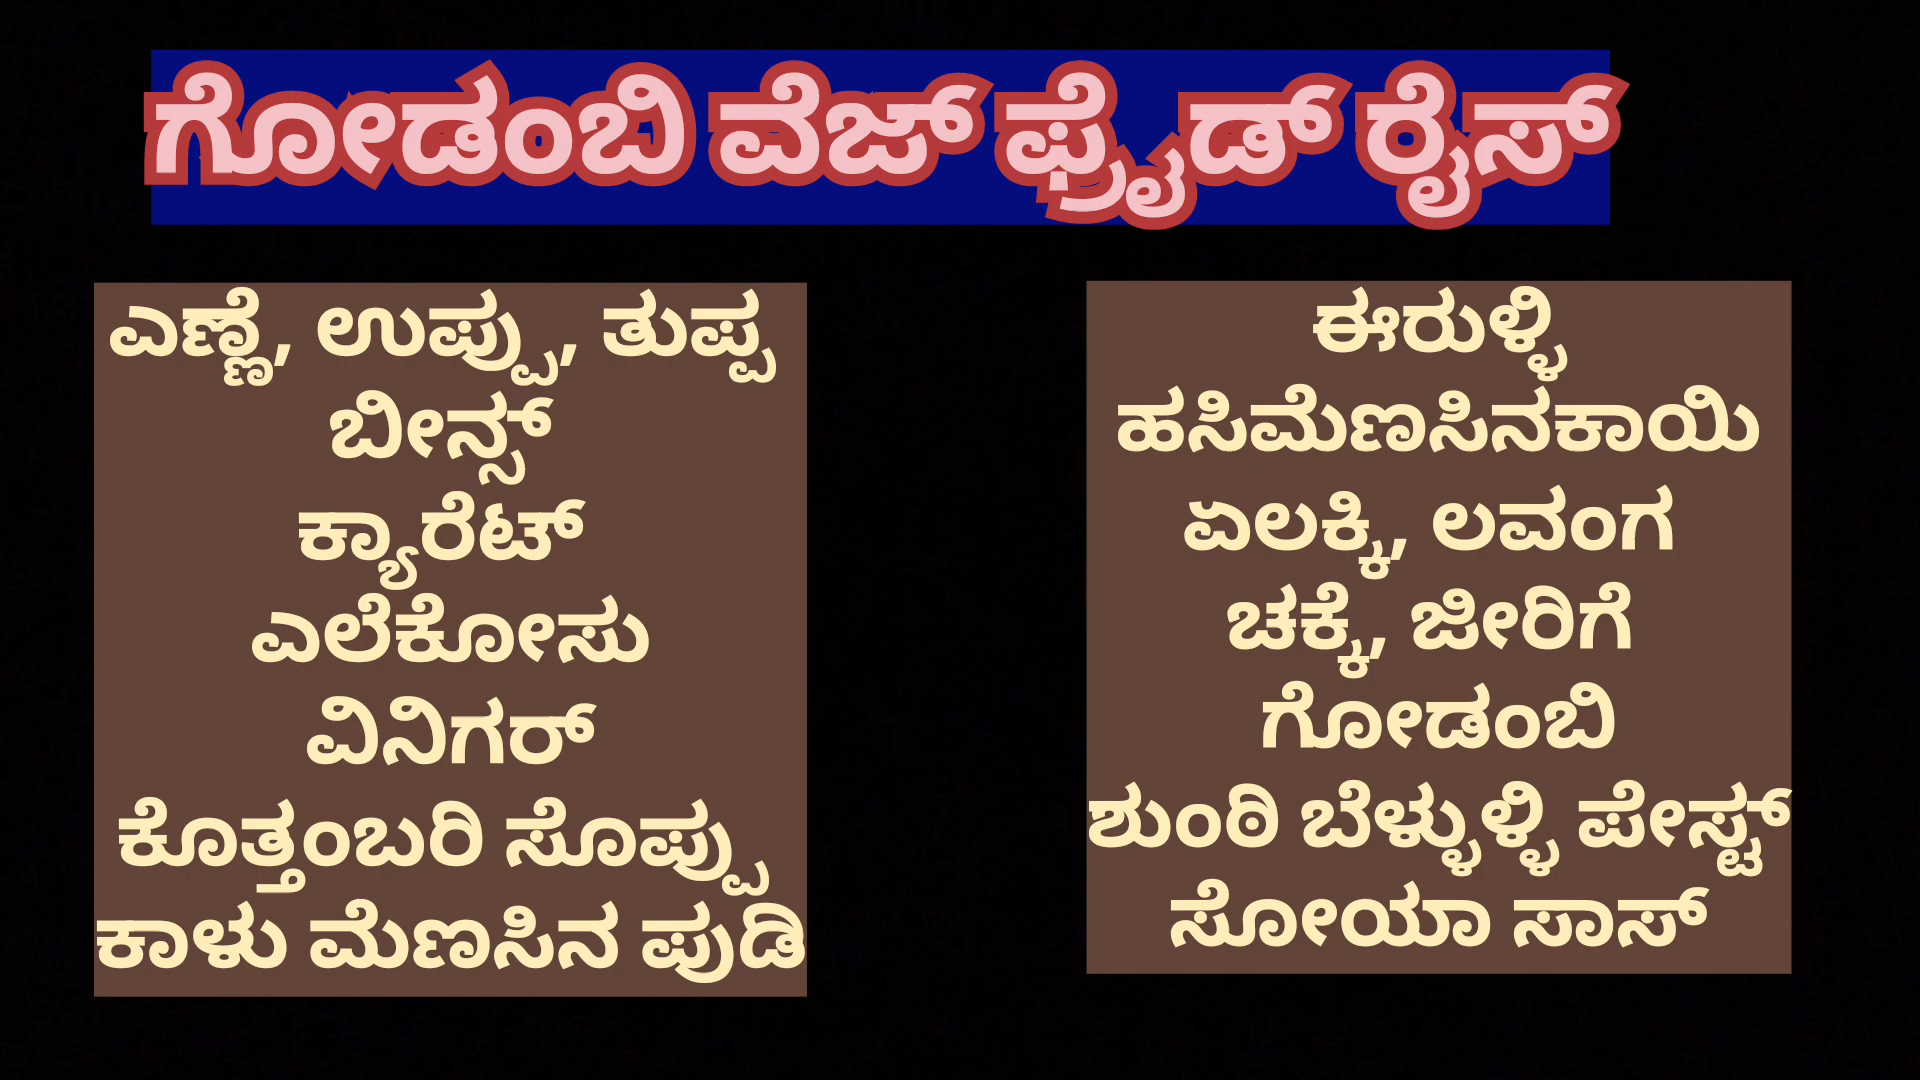 ಗೋಡಂಬಿ ವೆಜ್ ಫ್ರೈಡ್ ರೈಸ್
ಎಣ್ಣೆ, ಉಪ್ಪು, ತುಪ್ಪ
ಬೀನ್ಸ್
ಕ್ಯಾರೆಟ್
ಎಲೆಕೋಸು
ವಿನಿಗರ್
ಕೊತ್ತಂಬರಿ ಸೊಪ್ಪು
ಕಾಳು ಮೆಣಸಿನ ಪುಡಿ
ಈರುಳ್ಳಿ
ಹಸಿಮೆಣಸಿನಕಾಯಿ
ಏಲಕ್ಕಿ, ಲವಂಗ
ಚಕ್ಕೆ, ಜೀರಿಗೆ
ಗೋಡಂಬಿ
ಶುಂಠಿ ಬೆಳ್ಳುಳ್ಳಿ ಪೇಸ್ಟ್
ಸೋಯಾ ಸಾಸ್